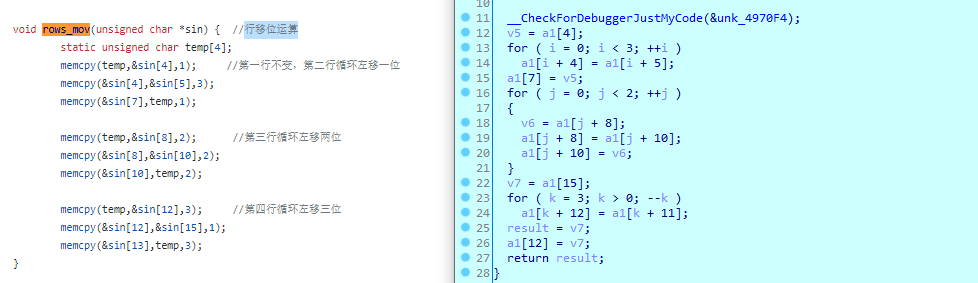 void rows_mov(unsigned char *sin) {  //行移位运算
static unsigned char temp[4];
memcpy(temp,&sin[4],1);     //第一行不变，第二行循环左移一位
memcpy(&sin[4],&sin[5],3);
memcpy(&sin[7],temp,1);
memcpy(temp,&sin[8],2);     //第三行循环左移两位
memcpy(&sin[8],&sin[10],2);
memcpy(&sin[10],temp,2);
memcpy(temp,&sin[12],3);     //第四行循环左移三位
memcpy(&sin[12],&sin[15],1);
memcpy(&sin[13],temp,3);
}
10
11 __CheckForDebuggerJustMyCode(&unk_4970F4);
12 v5 = a1[4];
13 for ( i = 0; i < 3; ++i )
14 a1[i + 4] = a1[i + 5];
15 a1[7] = v5;
16 for ( j = 0; j < 2; ++j )
17 {
18 v6 = a1[j + 8];
19 a1[j + 8] = a1[j + 10];
20 a1[j + 10] = v6;
21 }
22 v7 = a1[15];
23 for ( k = 3; k > 0; --k )
24 a1[k + 12] = a1[k + 11];
25 result = v7;
26 a1[12] = v7;
27 return result;
28 }